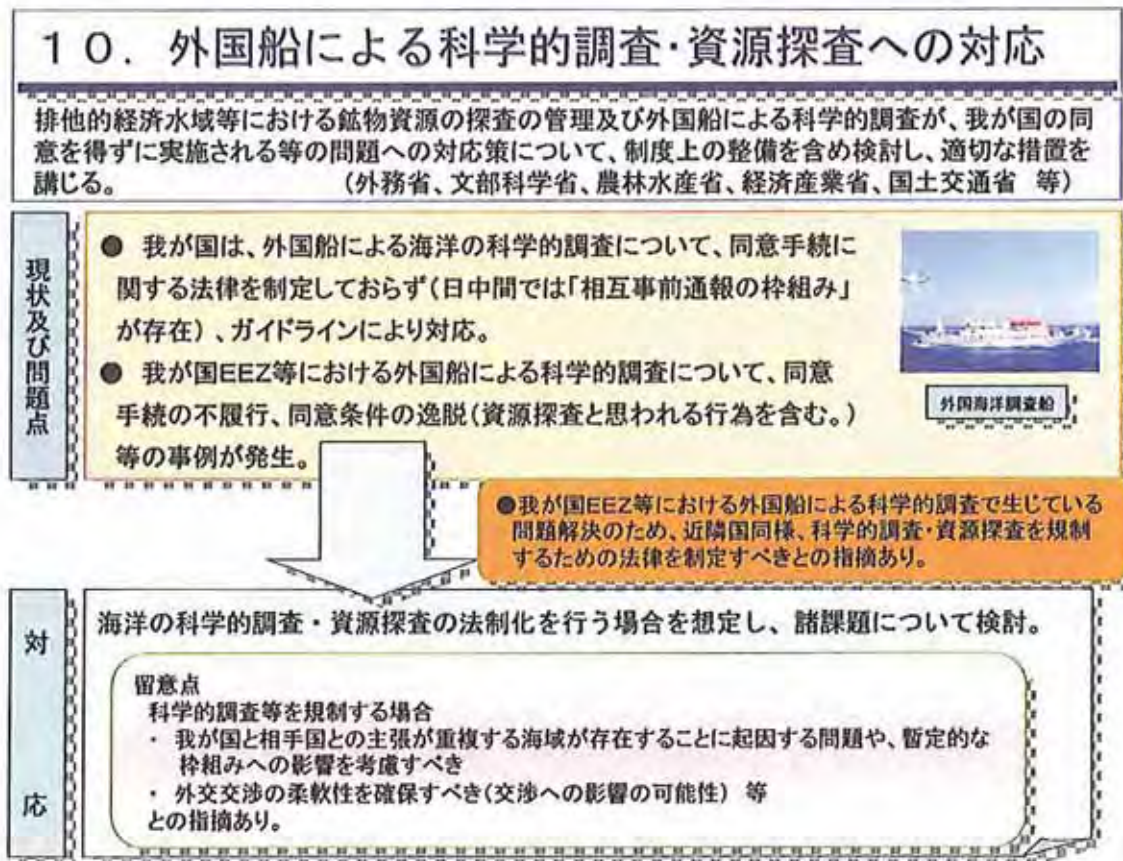 １０．外国船による科学的調査・資源探査への対応
排他的経済水域等における鉱物資源の探査の管理及び外国船による科学的調査が、我が国の同
意を得ずに実施される等の問題への対応策について、制度上の整備を含め検討し、適切な措置を
講じる。　（外務省、文部科学省、農林水産省、経済産業省、国土交通省　等）
現状及び問題点
●　我が国は、外国船による海洋の科学的調査について、同意手続に
関する法律を制定しておらず（日中間では「相互事前通報の枠組み」
が存在）、ガイドラインにより対応。
●　我が国EEZ等における外国船による科学的調査について、同意
手続の不履行、同意条件の逸脱（資源探査と思われる行為を含む。）
等の事例が発生。
外国海洋調査船
●我が国EEZ等における外国船による科学的調査で生じている
問題解決のため、近隣国同様、科学的調査・資源探査を規制
するための法律を制定すべきとの指摘あり。
対応
海洋の科学的調査・資源探査の法制化を行う場合を想定し、諸課題について検討。
留意点
科学的調査等を規制する場合
・　我が国と相手国との主張が重複する海域が存在することに起因する問題や、暫定的な
枠組みへの影響を考慮すべき
・　外交交渉の柔軟性を確保すべき（交渉への影響の可能性）　等
との指摘あり。